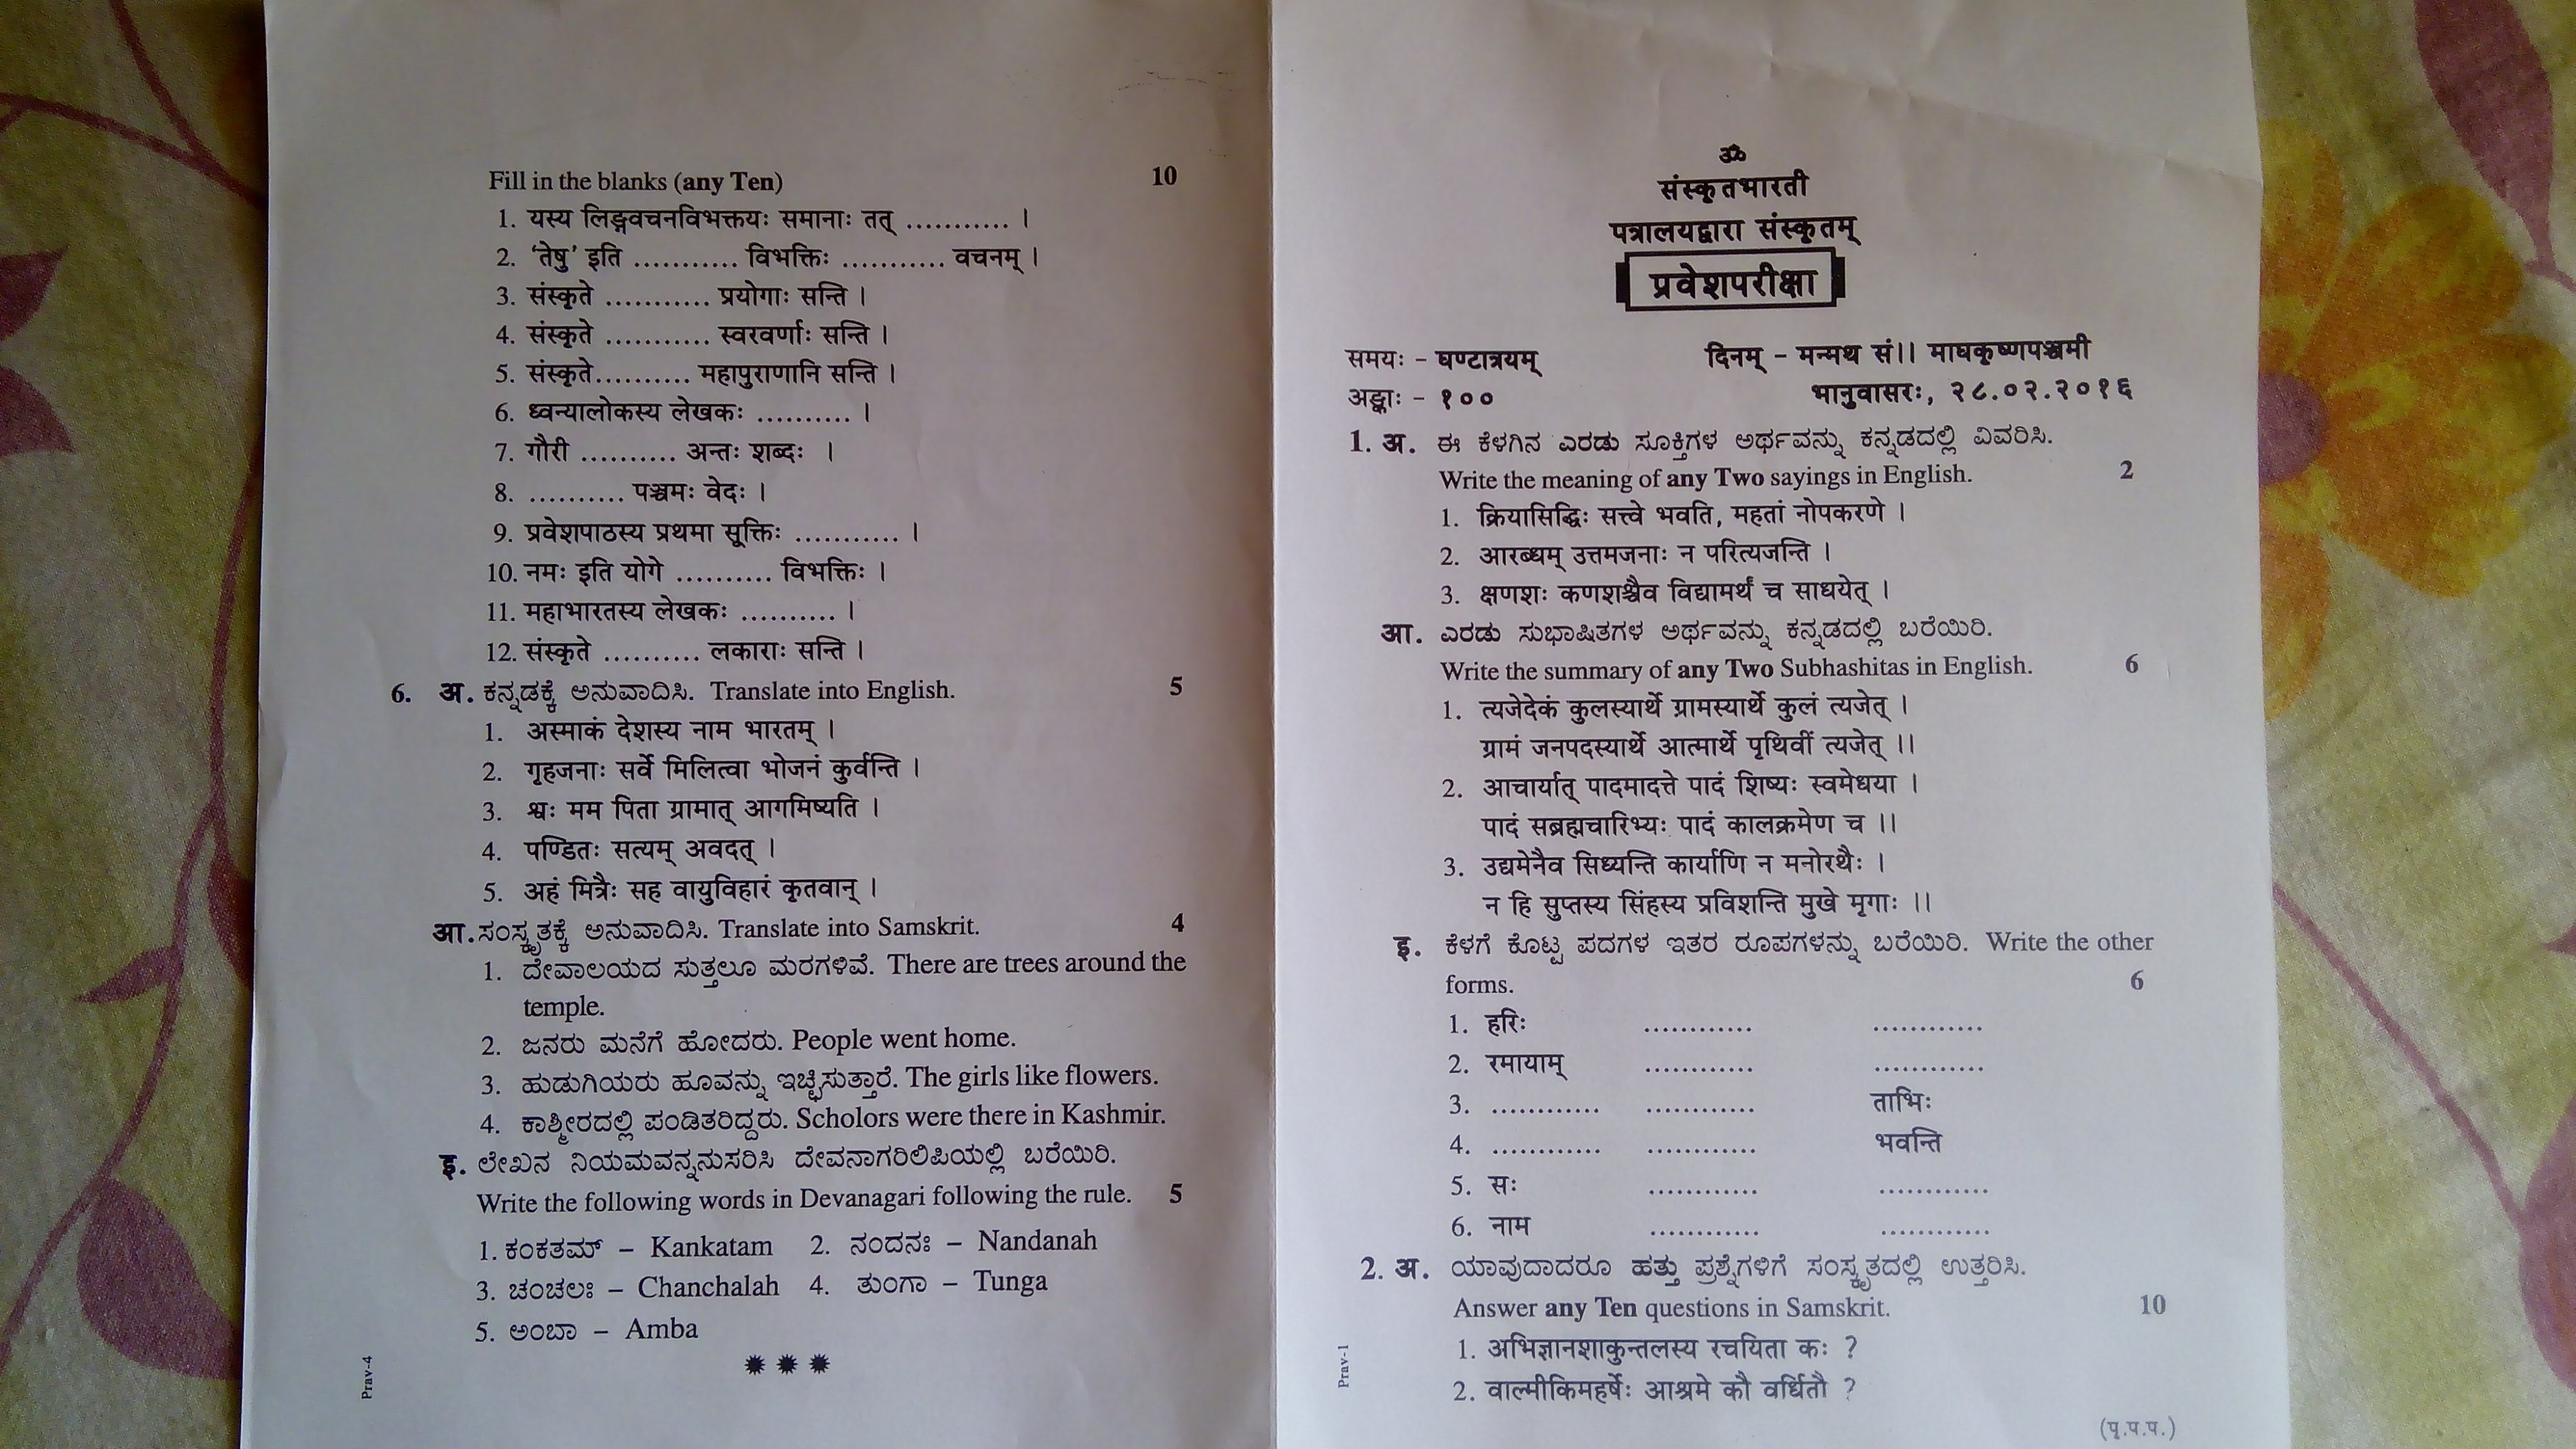 Fill in the blanks (any Ten) 10
1. यस्य लिङ्गवचनविभक्तयः समानाः तत् ........... ।
2. ‘तेषु’ इति ........... विभक्तिः ........... वचनम् ।
3. संस्कृते ........... प्रयोगाः सन्ति ।
4. संस्कृते ........... स्वरवर्णाः सन्ति ।
5. संस्कृते.......... महापुराणानि सन्ति ।
6. ध्वन्यालोकस्य लेखकः .......... ।
7. गौरी .......... अन्तः शब्दः ।
8. .......... पञ्चमः वेदः ।
9. प्रवेशपाठस्य प्रथमा सूक्तिः ........... ।
10. नमः इति योगे .......... विभक्तिः ।
11. महाभारतस्य लेखकः .......... ।
12. संस्कृते .......... लकाराः सन्ति ।
6. अ. ಕನ್ನಡಕ್ಕೆ ಅನುವಾದಿಸಿ. Translate into English. 5
1. अस्माकं देशस्य नाम भारतम् ।
2. गृहजनाः सर्वे मिलित्वा भोजनं कुर्वन्ति ।
3. श्वः मम पिता ग्रामात् आगमिष्यति ।
4. पण्डितः सत्यम् अवदत् ।
5. अहं मित्रैः सह वायुविहारं कृतवान् ।
आ. ಸಂಸ್ಕೃತಕ್ಕೆ ಅನುವಾದಿಸಿ. Translate into Samskrit. 4
1. ದೇವಾಲಯದ ಸುತ್ತಲೂ ಮರಗಳಿವೆ. There are trees around the
temple.
2. ಜನರು ಮನೆಗೆ ಹೋದರು. People went home.
3. ಹುಡುಗಿಯರು ಹೂವನ್ನು ಇಚ್ಛಿಸುತ್ತಾರೆ. The girls like flowers.
4. ಕಾಶ್ಮೀರದಲ್ಲಿ ಪಂಡಿತರಿದ್ದರು. Scholors were there in Kashmir.
इ. ಲೇಖನ ನಿಯಮವನ್ನನುಸರಿಸಿ ದೇವನಾಗರಿಲಿಪಿಯಲ್ಲಿ ಬರೆಯಿರಿ.
Write the following words in Devanagari following the rule. 5
1. ಕಂಕತಮ್ – Kankatam 2. ನಂದನಃ – Nandanah
3. ಚಂಚಲಃ – Chanchalah 4. ತುಂಗಾ – Tunga
5. ಅಂಬಾ – Amba
Prav-4
ॐ
संस्कृतभारती
पत्रालयद्वारा संस्कृतम्
प्रवेशपरीक्षा
समयः - घण्टात्रयम् दिनम् - मन्मथ सं।। माघकृष्णपञ्चमी
अङ्काः - १०० भानुवासरः, २८.०२.२०१६
1. अ. ಈ ಕೆಳಗಿನ ಎರಡು ಸೂಕ್ತಿಗಳ ಅರ್ಥವನ್ನು ಕನ್ನಡದಲ್ಲಿ ವಿವರಿಸಿ.
Write the meaning of any Two sayings in English. 2
1. क्रियासिद्धिः सत्त्वे भवति, महतां नोपकरणे ।
2. आरब्धम् उत्तमजनाः न परित्यजन्ति ।
3. क्षणशः कणशश्चैव विद्यामर्थं च साधयेत् ।
आ. ಎರಡು ಸುಭಾಷಿತಗಳ ಅರ್ಥವನ್ನು ಕನ್ನಡದಲ್ಲಿ ಬರೆಯಿರಿ.
Write the summary of any Two Subhashitas in English. 6
1. त्यजेदेकं कुलस्यार्थे ग्रामस्यार्थे कुलं त्यजेत् ।
ग्रामं जनपदस्यार्थे आत्मार्थे पृथिवीं त्यजेत् ।।
2. आचार्यात् पादमादत्ते पादं शिष्यः स्वमेधया ।
पादं सब्रह्मचारिभ्यः पादं कालक्रमेण च ।।
3. उद्यमेनैव सिध्यन्ति कार्याणि न मनोरथैः ।
न हि सुप्तस्य सिंहस्य प्रविशन्ति मुखे मृगाः ।।
इ. ಕೆಳಗೆ ಕೊಟ್ಟ ಪದಗಳ ಇತರ ರೂಪಗಳನ್ನು ಬರೆಯಿರಿ. Write the other
forms. 6
1. हरिः ............ ............
2. रमायाम् ............ ............
3. ............ ............ ताभिः
4. ............ ............ भवन्ति
5. सः ............ ............
6. नाम ............ ............
2. अ. ಯಾವುದಾದರೂ ಹತ್ತು ಪ್ರಶ್ನೆಗಳಿಗೆ ಸಂಸ್ಕೃತದಲ್ಲಿ ಉತ್ತರಿಸಿ.
Answer any Ten questions in Samskrit. 10
1. अभिज्ञानशाकुन्तलस्य रचयिता कः ?
2. वाल्मीकिमहर्षेः आश्रमे कौ वर्धितौ ?
Prav-1
(पृ.प.प.)